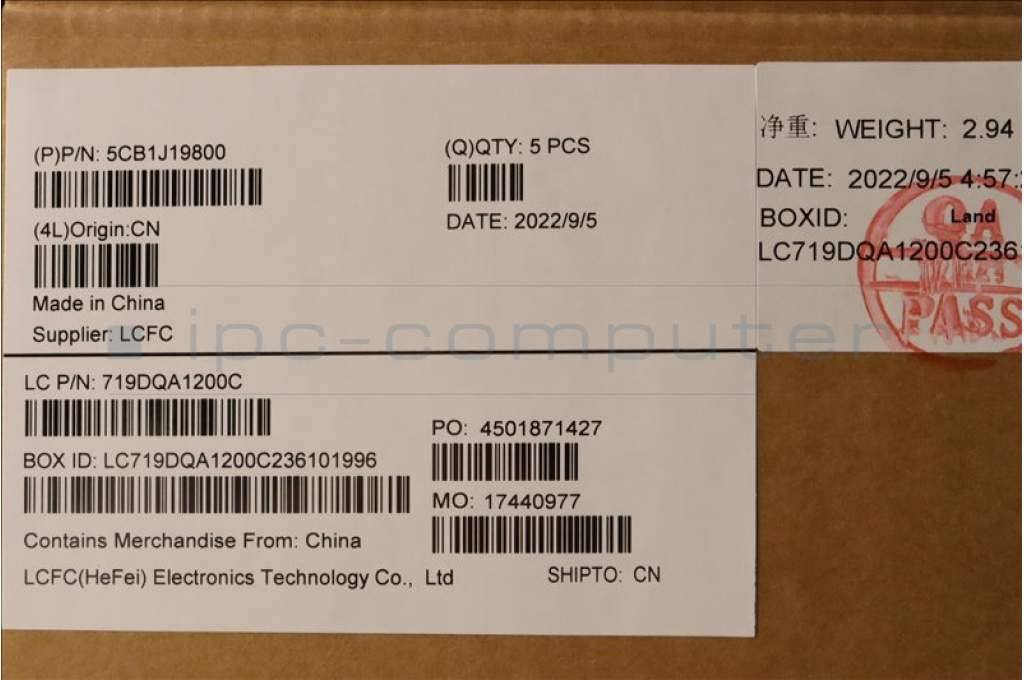 (P)P/N: 5CB1J19800
(Q)QTY: 5 PCS
(4L)Origin:CN
DATE: 2022/9/5
Made in China
Supplier: LCFC
净重: WEIGHT: 2.94
DATE: 2022/9/5 4:57:
BOXID:
Land
LC719DQA1200C236
QA
PASS
ipc-computer
LC P/N: 719DQA1200C
PO: 4501871427
BOX ID: LC719DQA1200C236101996
MO: 17440977
Contains Merchandise From: China
LCFC(HeFei) Electronics Technology Co., Ltd
SHIPTO: CN